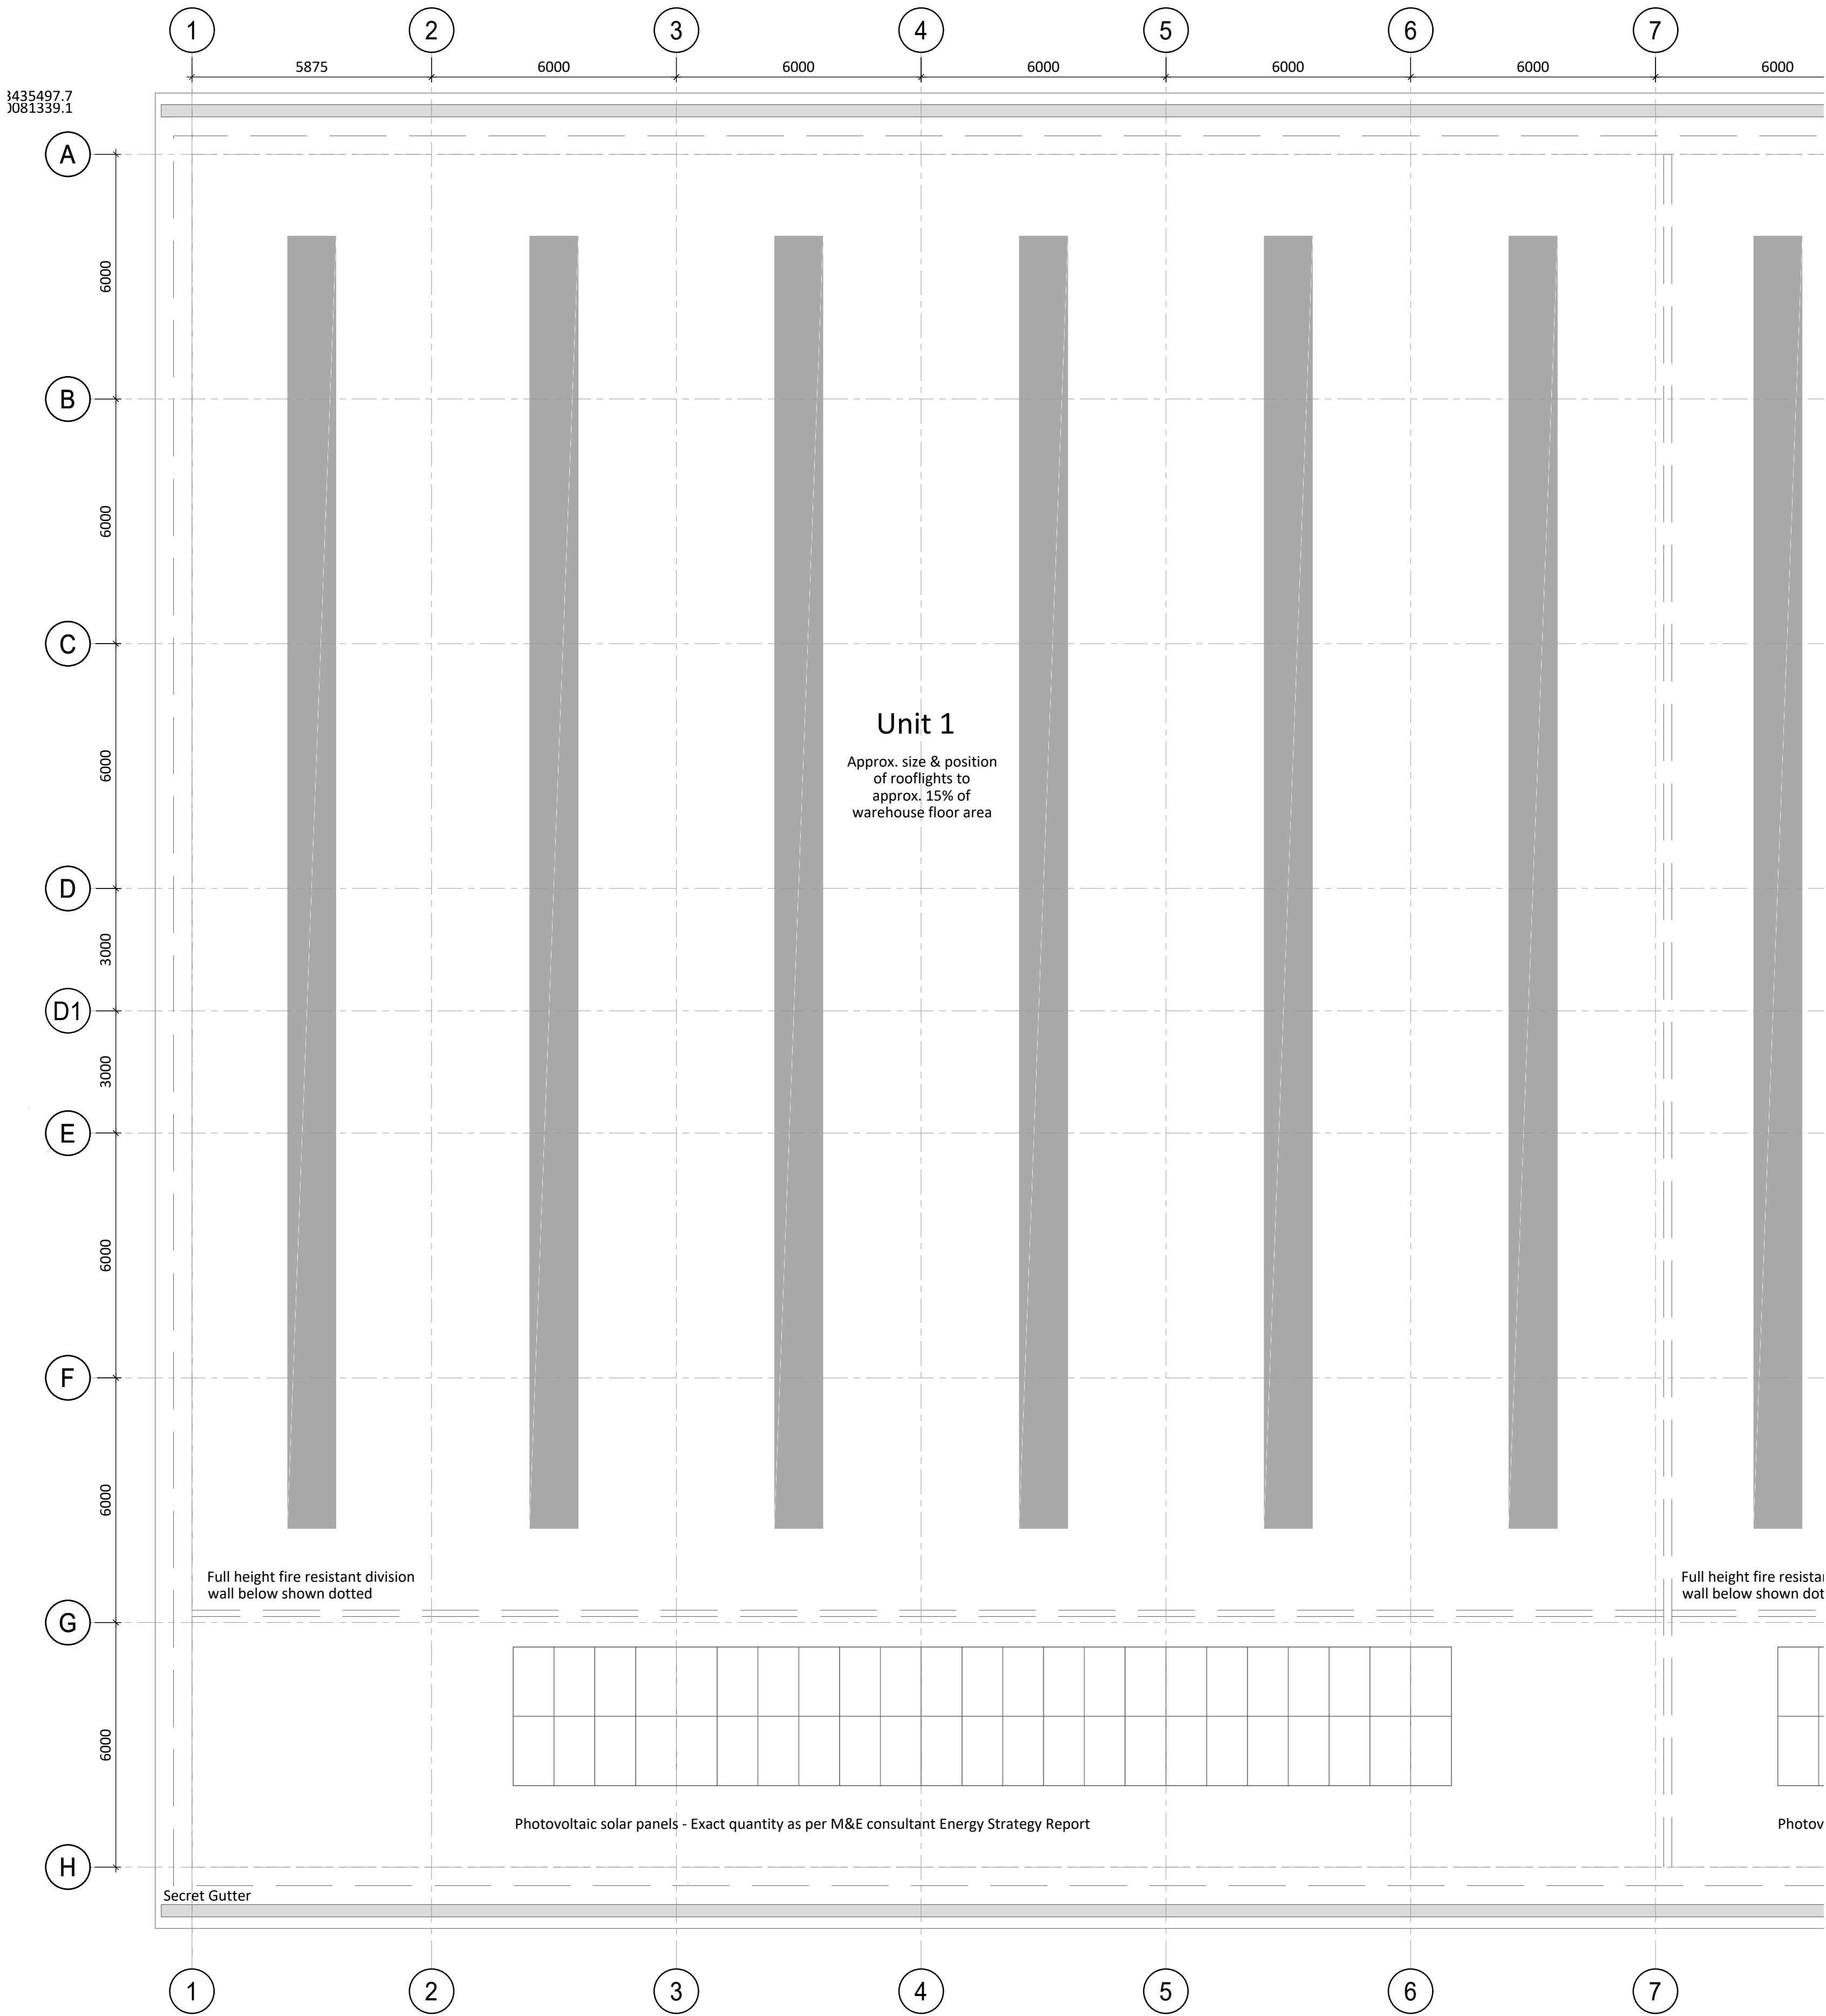 1 2 3 4 5 6 7
5875 6000 6000 6000 6000 6000 6000
3435497.7
0081339.1
A
6000
B
6000
C
Unit 1
Approx. size & position
of rooflights to
approx. 15% of
warehouse floor area
6000
D
3000
D1
3000
E
6000
F
6000
Full height fire resistant division
wall below shown dotted
Full height fire resistan
wall below shown dot
G
6000
Photovoltaic solar panels - Exact quantity as per M&E consultant Energy Strategy Report
Photov
H
Secret Gutter
1 2 3 4 5 6 7